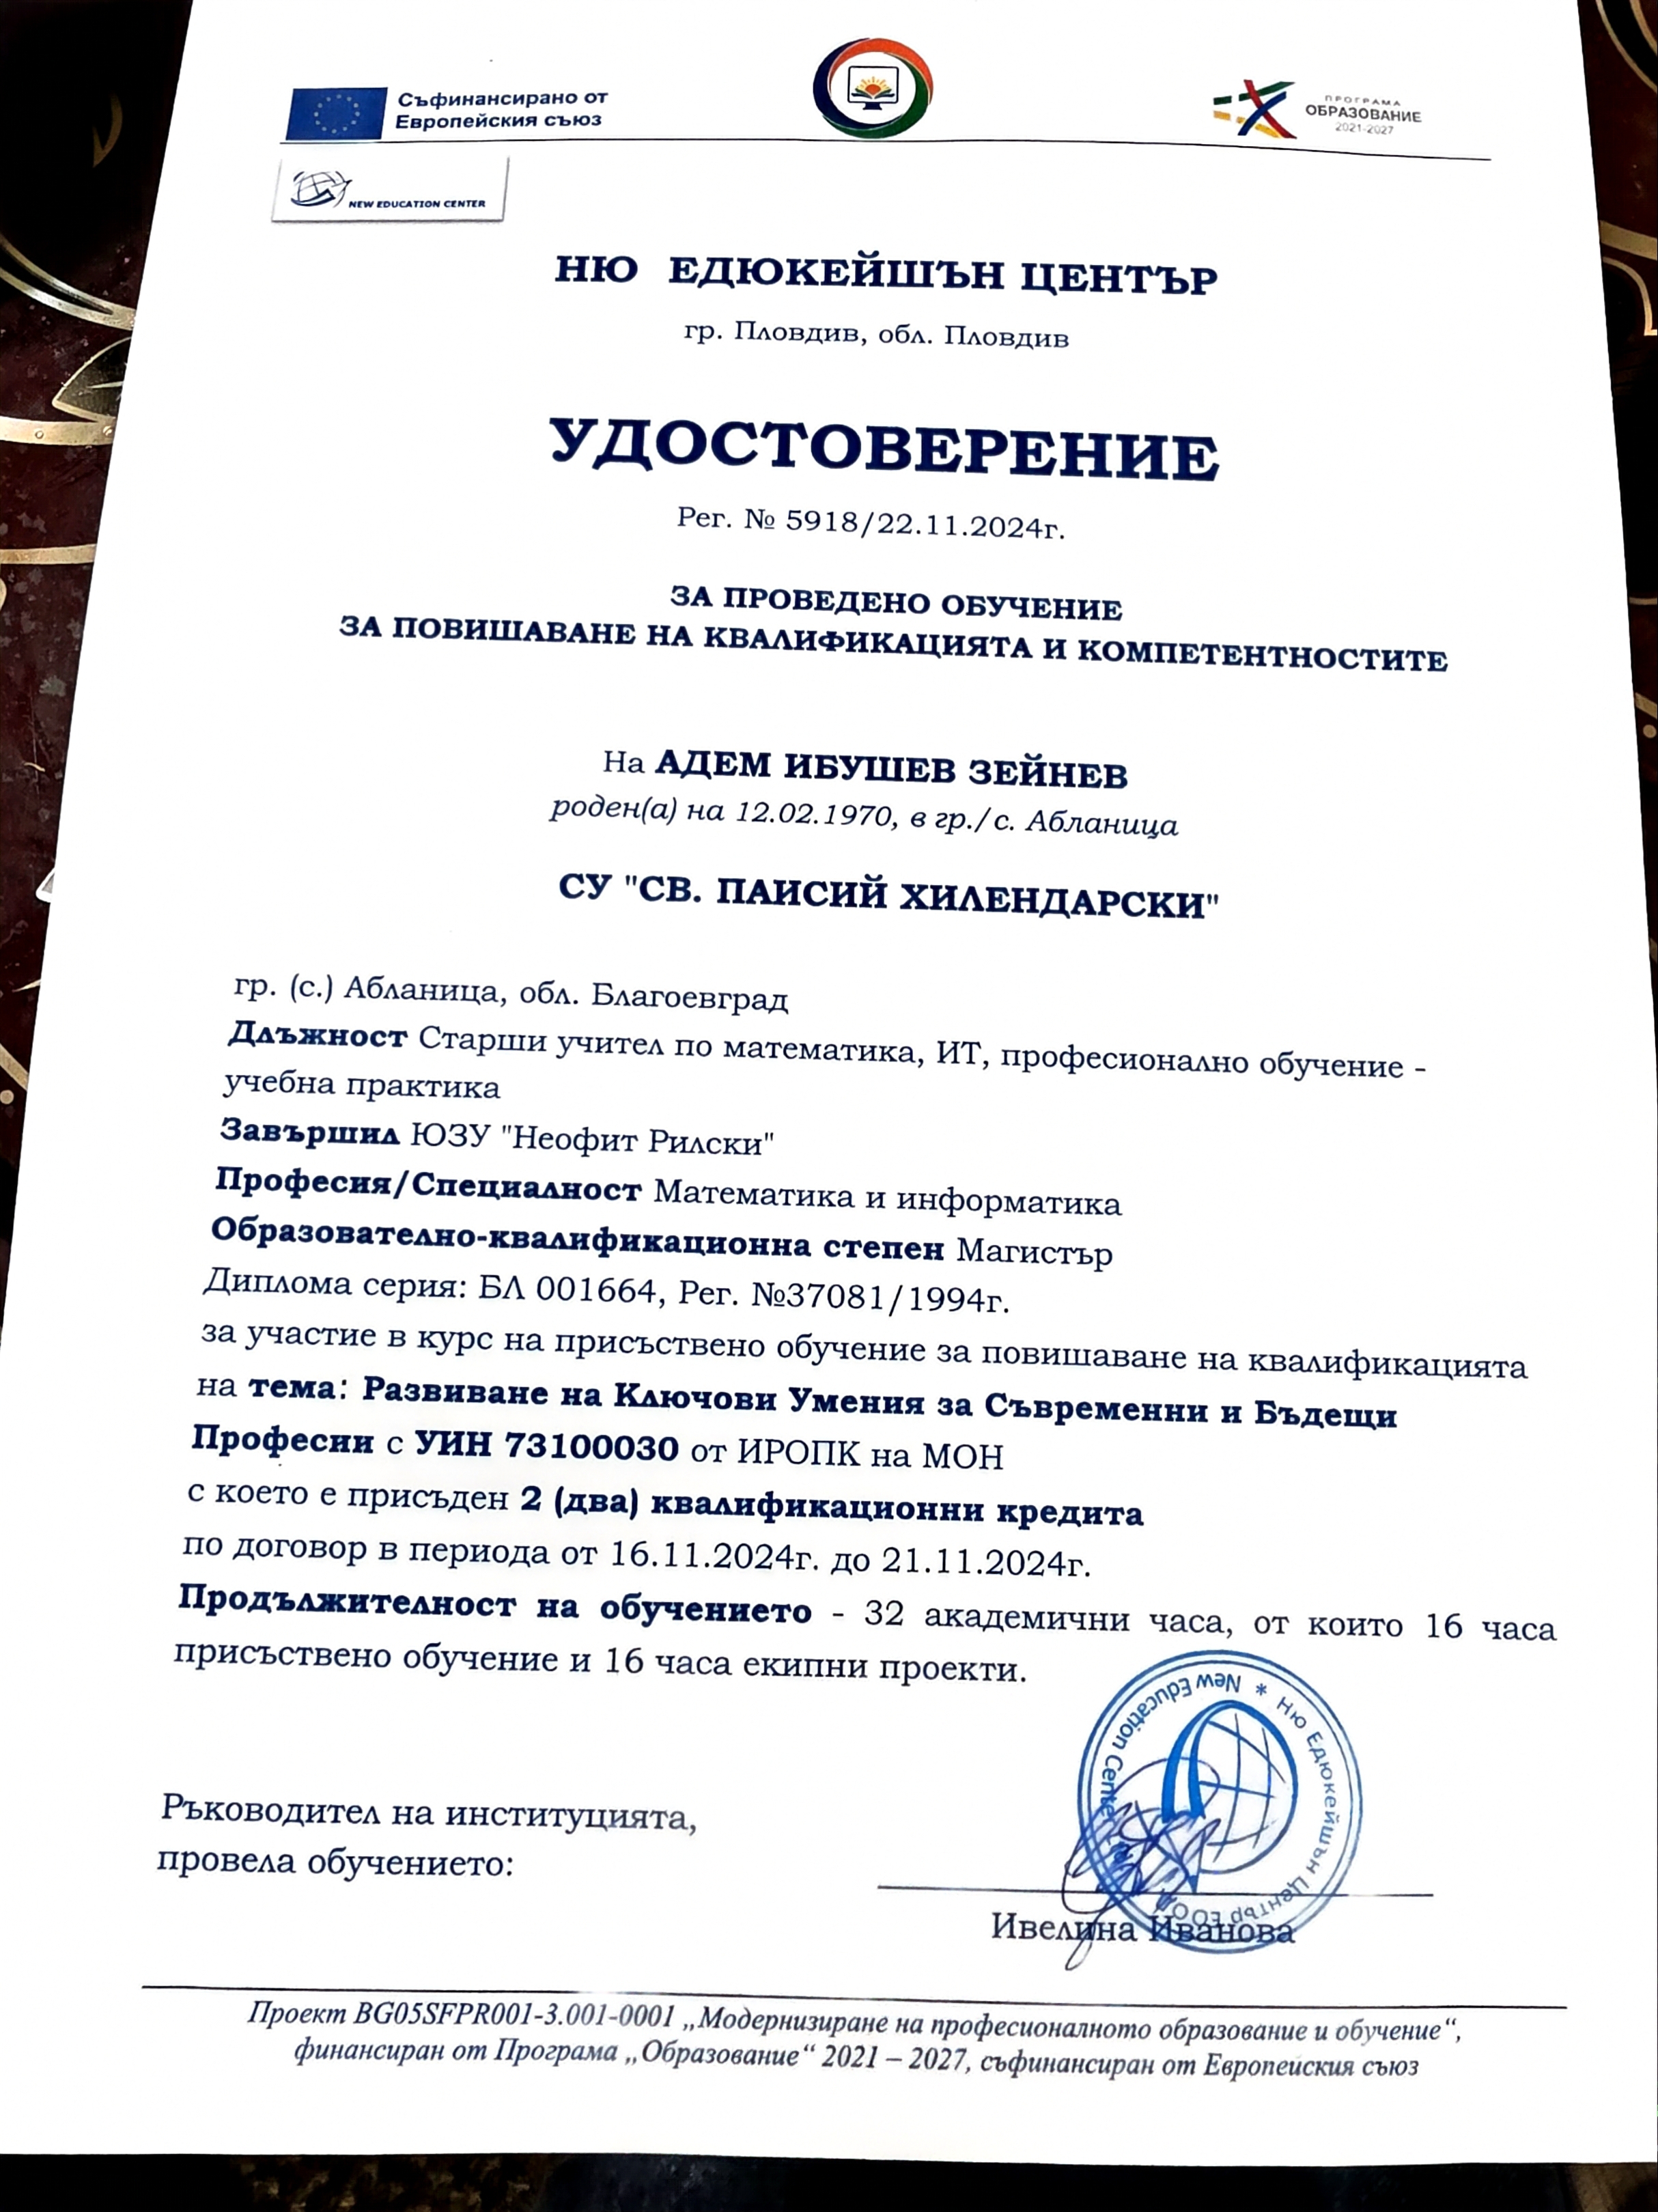 Съфинансирано от
Европейския съюз
ПРОГРАМА
ОБРАЗОВАНИЕ
2021-2027
NEW EDUCATION CENTER
НЮ ЕДЮКЕЙШЪН ЦЕНТЪР
гр. Пловдив, обл. Пловдив
УДОСТОВЕРЕНИЕ
Рег. № 5918/22.11.2024г.
ЗА ПРОВЕДЕНО ОБУЧЕНИЕ
ЗА ПОВИШАВАНЕ НА КВАЛИФИКАЦИЯТА И КОМПЕТЕНТНОСТИТЕ
На АДЕМ ИБУШЕВ ЗЕЙНЕВ
роден(а) на 12.02.1970, в гр./с. Абланица
СУ "СВ. ПАИСИЙ ХИЛЕНДАРСКИ"
гр. (с.) Абланица, обл. Благоевград
Длъжност Старши учител по математика, ИТ, професионално обучение -
учебна практика
Завършил ЮЗУ "Неофит Рилски"
Професия/Специалност Математика и информатика
Образователно-квалификационна степен Магистър
Диплома серия: БЛ 001664, Рег. №37081/1994г.
за участие в курс на присъствено обучение за повишаване на квалификацията
на тема: Развиване на Ключови Умения за Съвременни и Бъдещи
Професии с УИН 73100030 от ИРОПК на МОН
с което е присъден 2 (два) квалификационни кредита
по договор в периода от 16.11.2024г. до 21.11.2024г.
Продължителност на обучението - 32 академични часа, от които 16 часа
присъствено обучение и 16 часа екипни проекти.
New Education Center * Ню Едюкейшън Център ЕООД
Ръководител на институцията,
провела обучението:
Ивелина Иванова
Проект BG05SFPR001-3.001-0001 „Модернизиране на професионалното образование и обучение“,
финансиран от Програма „Образование“ 2021 – 2027, съфинансиран от Европейския съюз